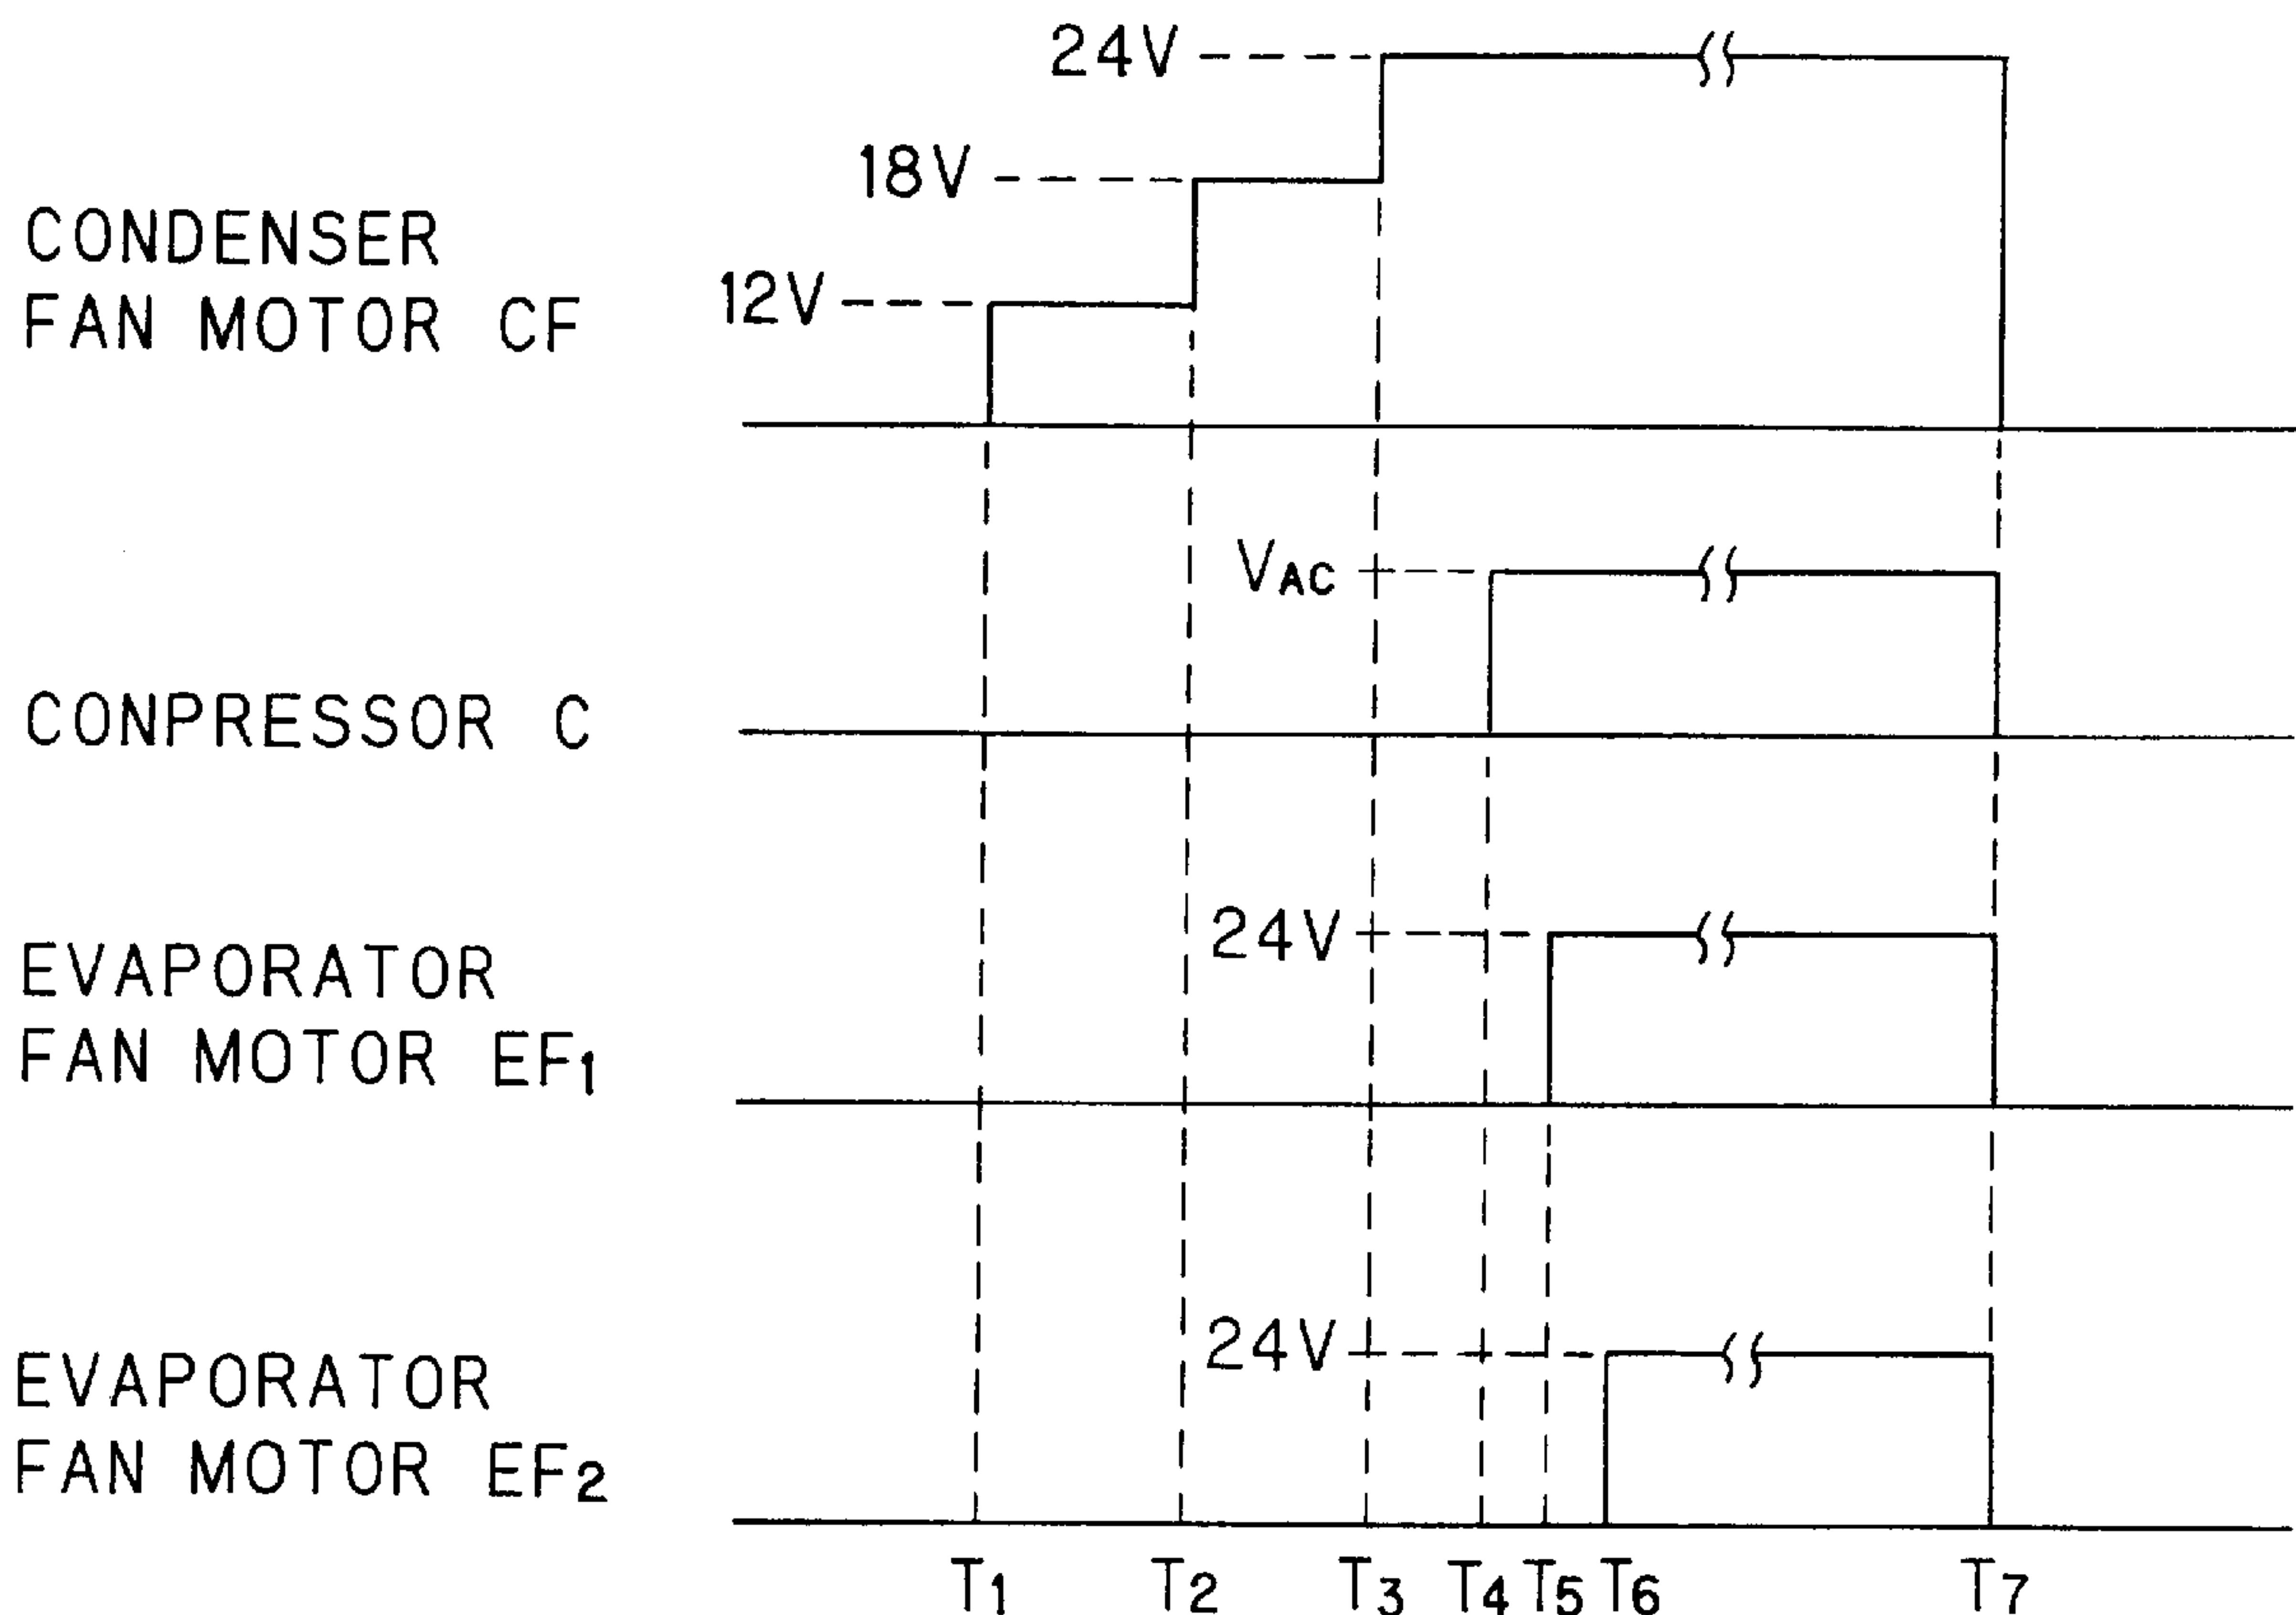 24V
18V
12V
CONDENSER
FAN MOTOR CF
VAC
CONPRESSOR C
24V
EVAPORATOR
FAN MOTOR EF1
24V
EVAPORATOR
FAN MOTOR EF2
T1 T2 T3 T4 T5 T6 T7